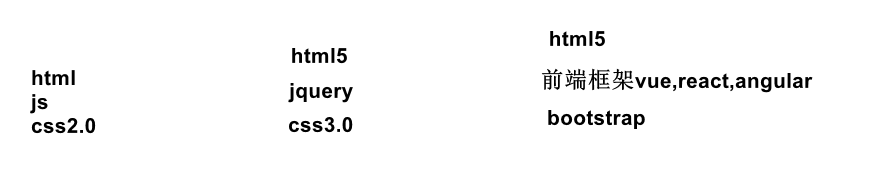 html
js
css2.0
html5
jquery
css3.0
html5
前端框架vue,react,angular
bootstrap